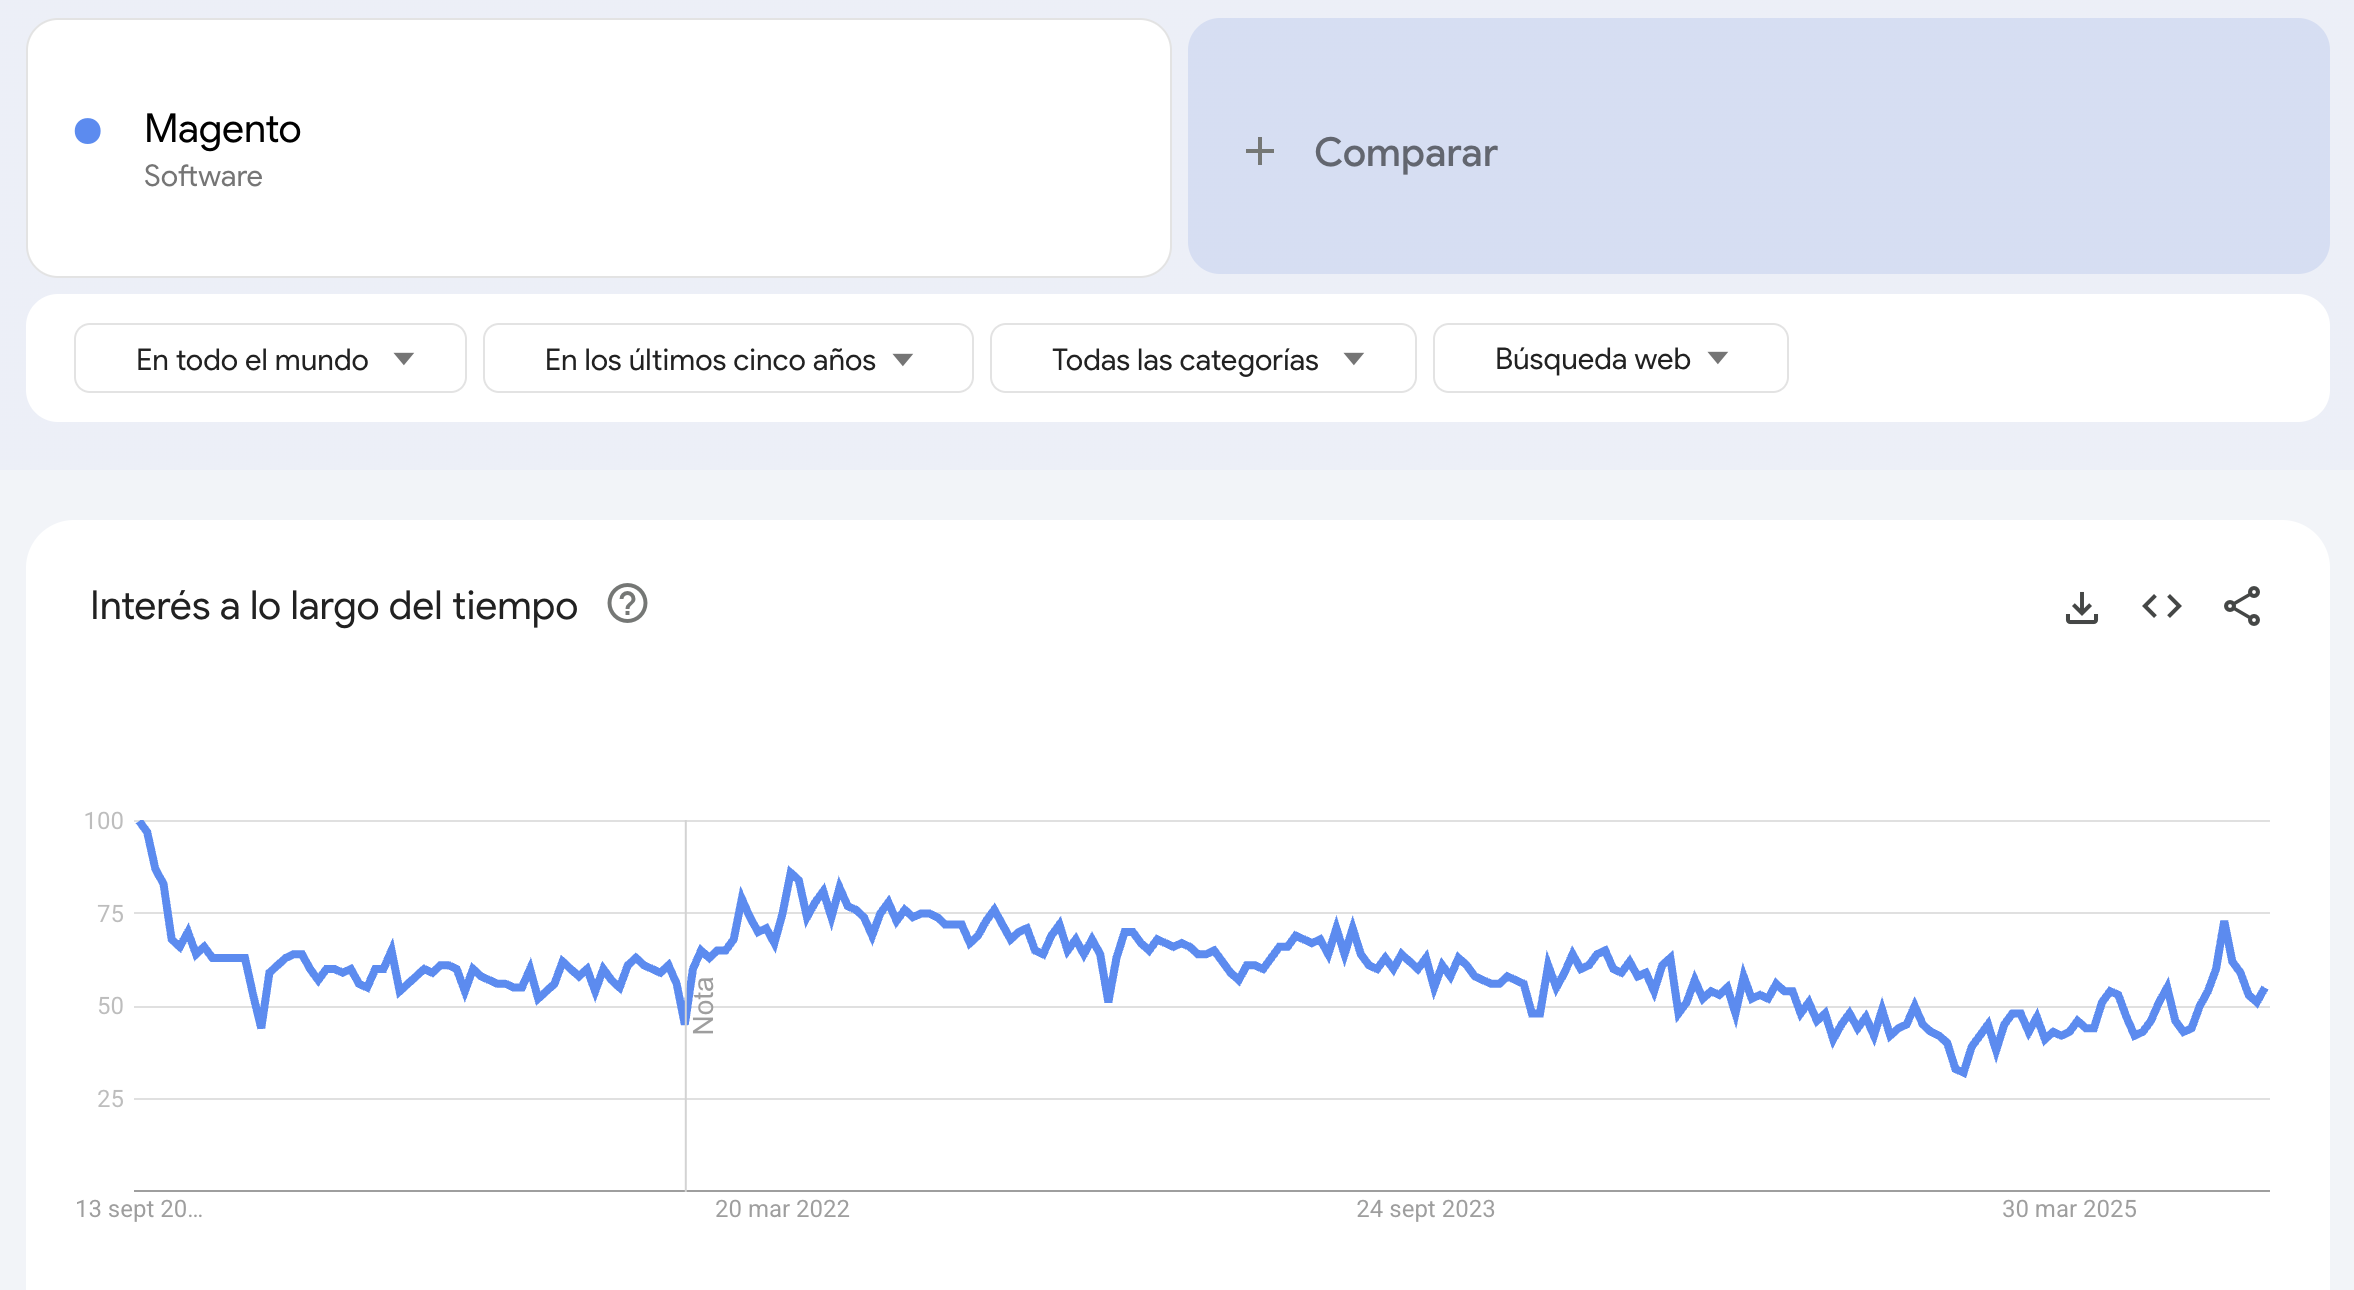 Magento
Software
+ Comparar
En todo el mundo
En los últimos cinco años
Todas las categorías
Búsqueda web
Interés a lo largo del tiempo
100
75
50
25
Nota
13 sept 20...
20 mar 2022
24 sept 2023
30 mar 2025